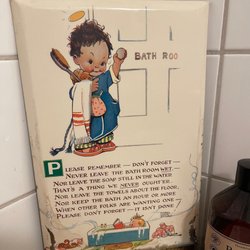 BATH ROO
PLEASE REMEMBER — DON'T FORGET —
NEVER LEAVE THE BATHROOM WET —
NOR LEAVE THE SOAP STILL IN THE WATER
THAT'S A THING WE NEVER OUGHT'ER
NOR LEAVE THE TOWELS ABOUT THE FLOOR,
NOR KEEP THE BATH AN HOUR OR MORE
WHEN OTHER FOLKS ARE WANTING ONE
PLEASE DON'T FORGET — IT ISN'T DONE